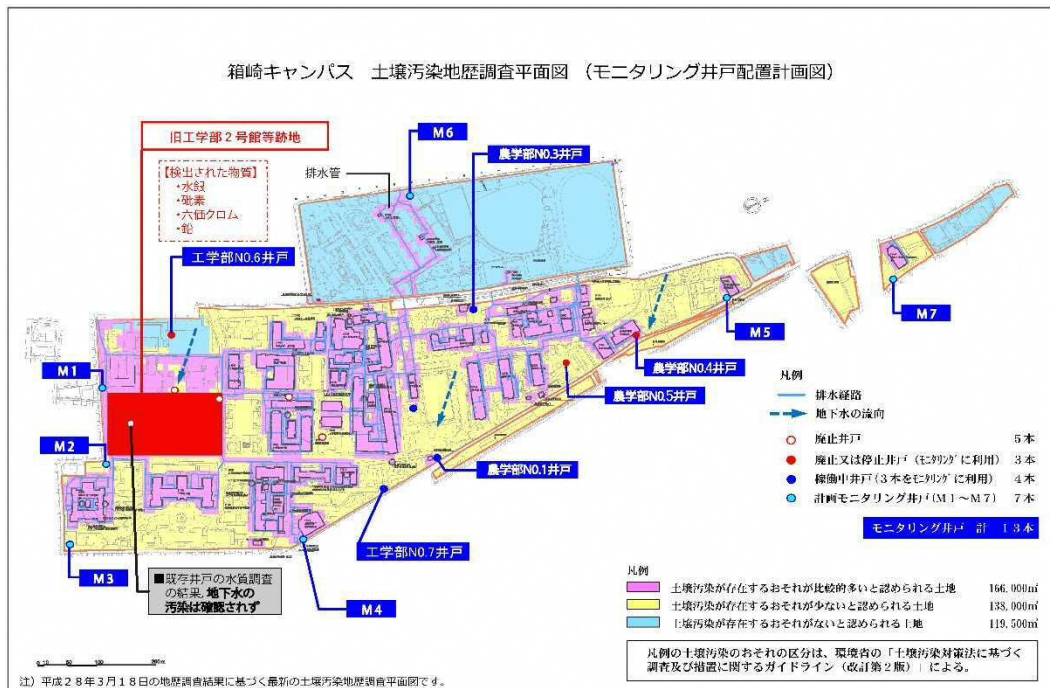 箱崎キャンパス 土壌汚染地歴調査平面図 （モニタリング井戸配置計画図）
旧工学部２号館等跡地
【検出された物質】
・水銀
・砒素
・六価クロム
・鉛
排水管
M6
農学部N0.3井戸
工学部N0.6井戸
M7
M5
M1
農学部N0.4井戸
農学部N0.5井戸
M2
農学部N0.1井戸
工学部N0.7井戸
M3
M4
■既存井戸の水質調査
の結果、地下水の
汚染は確認されず
凡例
排水経路
地下水の流向
廃止井戸 ５本
廃止又は停止井戸（ﾓﾆﾀﾘﾝｸﾞに利用） ３本
稼働中井戸（３本をﾓﾆﾀﾘﾝｸﾞに利用） ４本
計画モニタリング井戸（Ｍ１～Ｍ７） ７本
モニタリング井戸 計 １３本
凡例
土壌汚染が存在するおそれが比較的多いと認められる土地 166,000㎡
土壌汚染が存在するおそれが少ないと認められる土地 138,000㎡
土壌汚染が存在するおそれがないと認められる土地 119,500㎡
凡例の土壌汚染のおそれの区分は、環境省の「土壌汚染対策法に基づく
調査及び措置に関するガイドライン（改訂第２版）」による。
0 10 50 100 200m
注）平成２８年３月１８日の地歴調査結果に基づく最新の土壌汚染地歴調査平面図です。